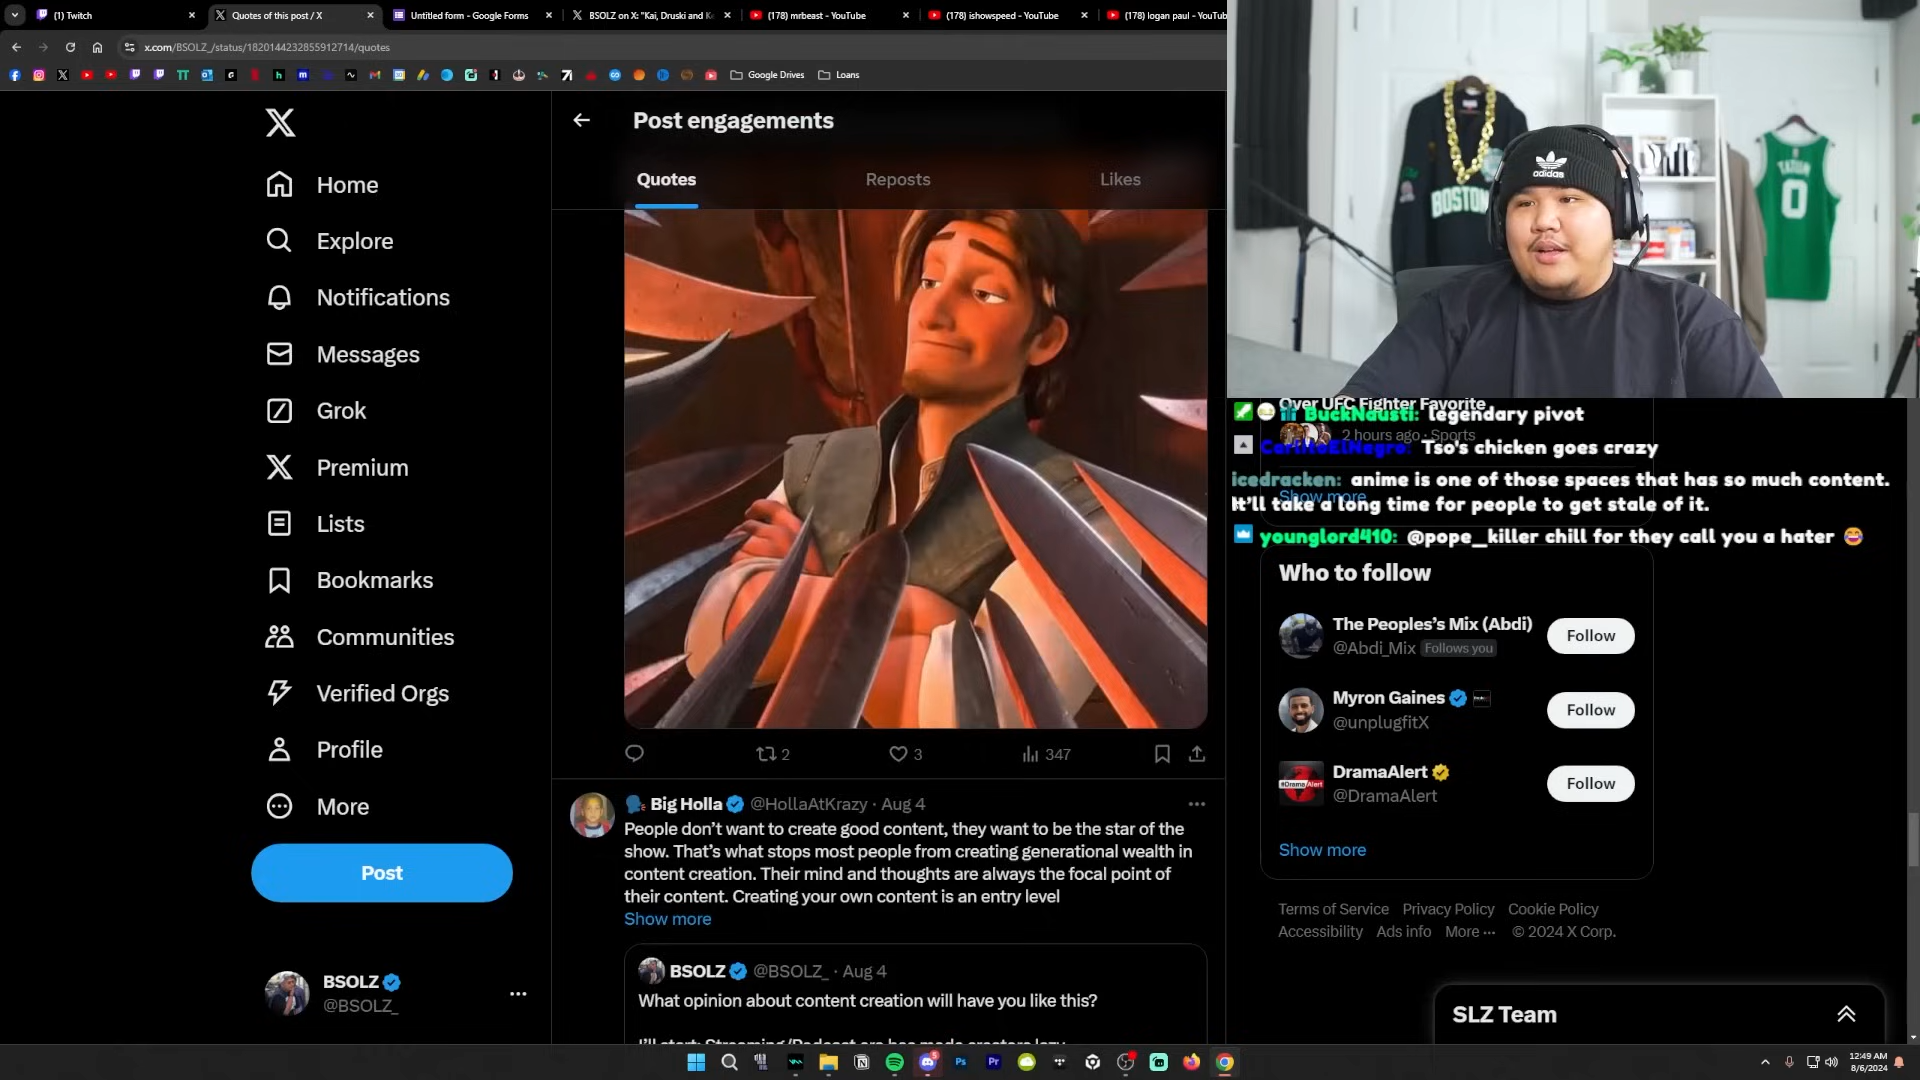 (1) Twitch
Quotes of this post / X
Untitled form - Google Forms
BSOLZ on X: "Kai, Druski and K
(178) mrbeast - YouTube
(178) ishowspeed - YouTube
(178) logan paul - YouTub
x.com/BSOLZ_/status/1820144232855912714/quotes
Google Drives
Loans
Home
Explore
Notifications
Messages
Grok
Premium
Lists
Bookmarks
Communities
Verified Orgs
Profile
More
Post
BSOLZ
@BSOLZ_
Post engagements
Quotes
Reposts
Likes
2
3
347
Big Holla @HollaAtKrazy · Aug 4
People don’t want to create good content, they want to be the star of the
show. That’s what stops most people from creating generational wealth in
content creation. Their mind and thoughts are always the focal point of
their content. Creating your own content is an entry level
Show more
BSOLZ @BSOLZ_ · Aug 4
What opinion about content creation will have you like this?
adidas
BOSTON
TATUM
0
Over UFC Fighter Favorite
BuckNausti: legendary pivot
2 hours ago · Sports
CarlitoElNegro: Tso's chicken goes crazy
icedracken: anime is one of those spaces that has so much content.
Show more
It’ll take a long time for people to get stale of it.
younglord410: @pope_killer chill for they call you a hater
Who to follow
The Peoples’s Mix (Abdi)
@Abdi_Mix Follows you
Follow
Myron Gaines
@unplugfitX
Follow
DramaAlert
@DramaAlert
Follow
Show more
Terms of Service Privacy Policy Cookie Policy
Accessibility Ads info More ··· © 2024 X Corp.
SLZ Team
12:49 AM
8/6/2024